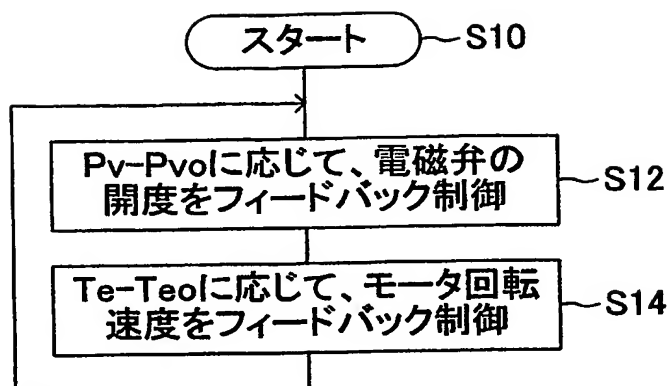 スタート
S10
Pv-Pvoに応じて、電磁弁の
開度をフィードバック制御
S12
Te-Teoに応じて、モータ回転
速度をフィードバック制御
S14